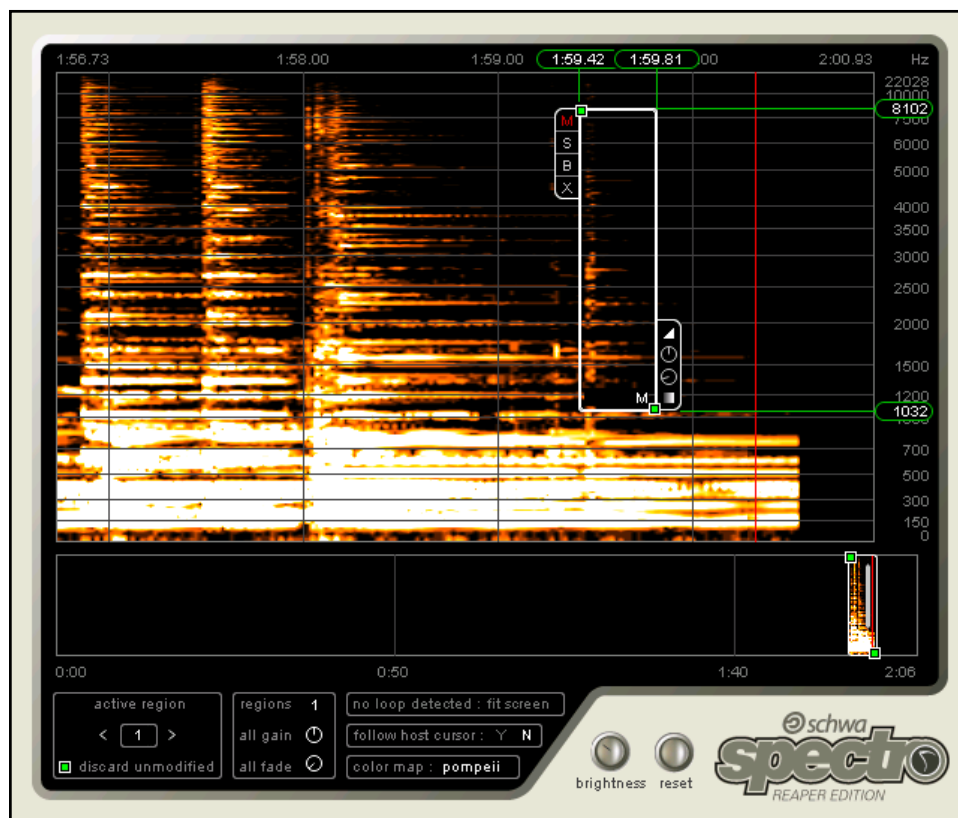 1:56.73 1:58.00 1:59.00 1:59.42 1:59.81 00 2:00.93 Hz
22028
10000
8102
7500
M
S
6000
B
5000
X
4000
3500
3000
2500
2000
1500
M 1200
1032
700
500
300
150
0
0:00 0:50 1:40 2:06
active region
< 1 >
discard unmodified
regions 1
all gain
all fade
no loop detected : fit screen
follow host cursor : Y N
color map : pompeii
brightness reset
schwa
spectro
REAPER EDITION